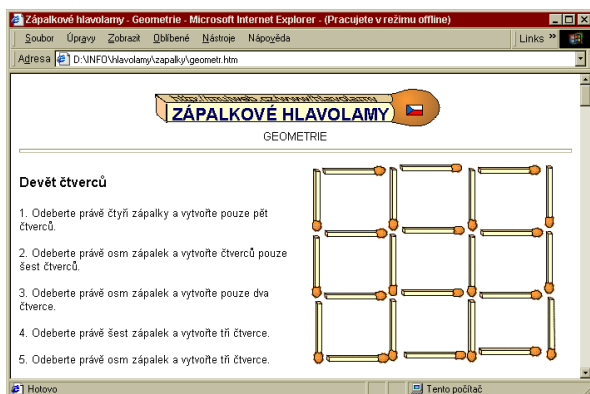 Zápalkové hlavolamy - Geometrie - Microsoft Internet Explorer - (Pracujete v režimu offline)
Soubor Úpravy Zobrazit Oblíbené Nástroje Nápověda Links »
Adresa D:\INFO\hlavolamy\zapalky\geometr.htm
ZÁPALKOVÉ HLAVOLAMY
GEOMETRIE
Devět čtverců
1. Odeberte právě čtyři zápalky a vytvořte pouze pět
čtverců.
2. Odeberte právě osm zápalek a vytvořte čtverců pouze
šest čtverců.
3. Odeberte právě osm zápalek a vytvořte pouze dva
čtverce.
4. Odeberte právě šest zápalek a vytvořte tři čtverce.
5. Odeberte právě osm zápalek a vytvořte tři čtverce.
Hotovo Tento počítač